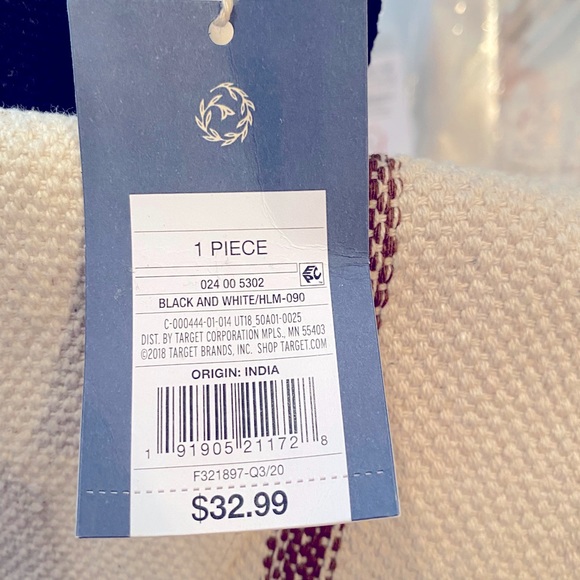 1 PIECE
024 00 5302
EPC
BLACK AND WHITE/HLM-090
C-000444-01-014 UT18_50A01-0025
DIST. BY TARGET CORPORATION MPLS., MN 55403
©2018 TARGET BRANDS, INC. SHOP TARGET.COM
ORIGIN: INDIA
1 91905 21172 8
F321897-Q3/20
$32.99